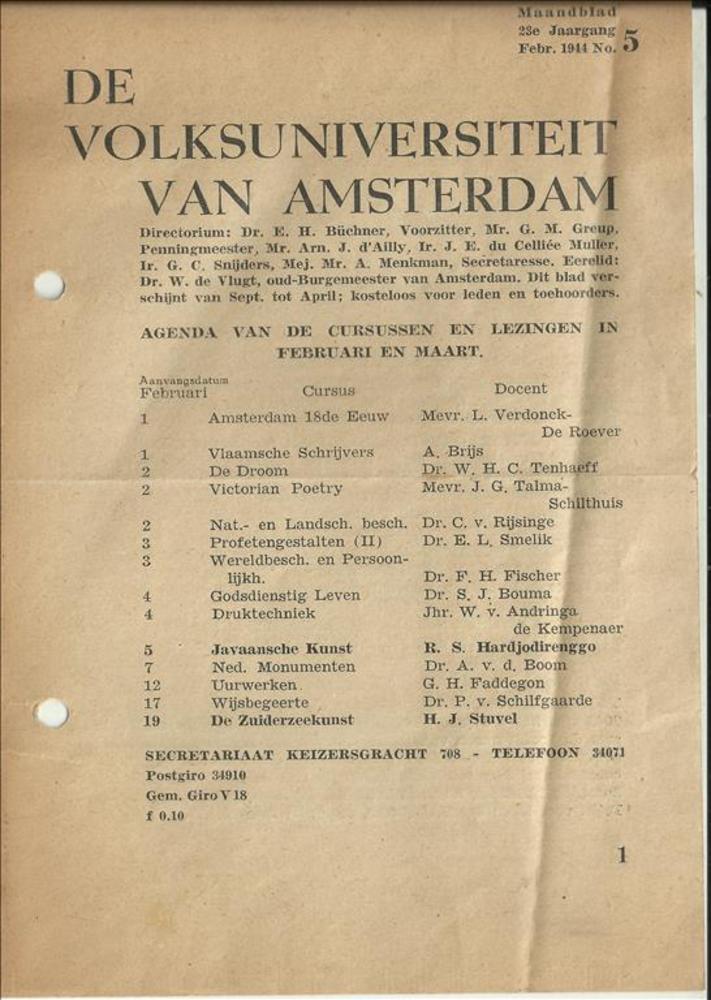 Maandblad
23e Jaargang
Febr. 1944 No. 5
DE
VOLKSUNIVERSITEIT
VAN AMSTERDAM
Directorium: Dr. E. H. Büchner, Voorzitter, Mr. G. M. Greup,
Penningmeester, Mr. Arn. J. d'Ailly, Ir. J. E. du Celliée Muller,
Ir. G. C. Snijders, Mej. Mr. A. Menkman, Secretaresse. Eerelid:
Dr. W. de Vlugt, oud-Burgemeester van Amsterdam. Dit blad ver-
schijnt van Sept. tot April; kosteloos voor leden en toehoorders.
AGENDA VAN DE CURSUSSEN EN LEZINGEN IN
FEBRUARI EN MAART.
Aanvangsdatum
Februari Cursus Docent
1 Amsterdam 18de Eeuw Mevr. L. Verdonck-
De Roever
1 Vlaamsche Schrijvers A. Brijs
2 De Droom Dr. W. H. C. Tenhaeff
2 Victorian Poetry Mevr. J. G. Talma-
Schilthuis
2 Nat.- en Landsch. besch. Dr. C. v. Rijsinge
3 Profetengestalten (II) Dr. E. L. Smelik
3 Wereldbesch. en Persoon-
lijkh. Dr. F. H. Fischer
4 Godsdienstig Leven Dr. S. J. Bouma
4 Druktechniek Jhr. W. v. Andringa
de Kempenaer
5 Javaansche Kunst R. S. Hardjodirenggo
7 Ned. Monumenten Dr. A. v. d. Boom
12 Uurwerken. G. H. Faddegon
17 Wijsbegeerte Dr. P. v. Schilfgaarde
19 De Zuiderzeekunst H. J. Stuvel
SECRETARIAAT KEIZERSGRACHT 708 - TELEFOON 34071
Postgiro 34910
Gem. Giro V 18
f 0.10
1